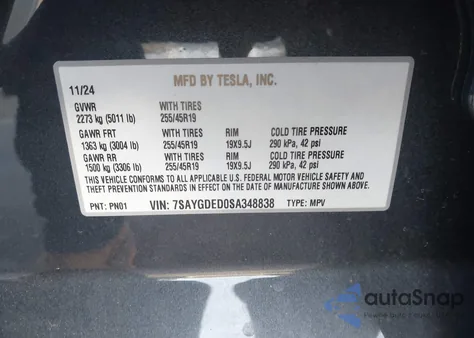 MFD BY TESLA, INC.
11/24
GVWR WITH TIRES
2273 kg (5011 lb) 255/45R19
GAWR FRT WITH TIRES RIM COLD TIRE PRESSURE
1363 kg (3004 lb) 255/45R19 19X9.5J 290 kPa, 42 psi
GAWR RR WITH TIRES RIM COLD TIRE PRESSURE
1500 kg (3306 lb) 255/45R19 19X9.5J 290 kPa, 42 psi
THIS VEHICLE CONFORMS TO ALL APPLICABLE U.S. FEDERAL MOTOR VEHICLE SAFETY AND
THEFT PREVENTION STANDARDS IN EFFECT ON THE DATE OF MANUFACTURE SHOWN ABOVE.
PNT: PN01 VIN: 7SAYGDED0SA348838 TYPE: MPV
autoSnap